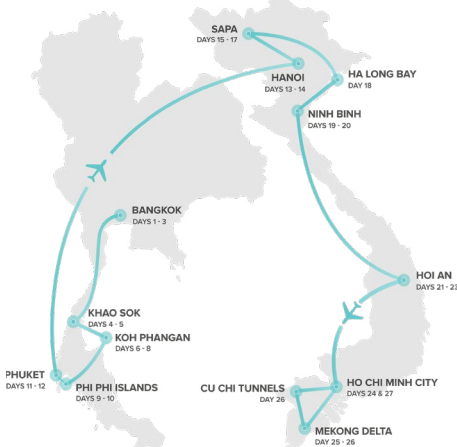 SAPA
DAYS 15 - 17
HANOI
DAYS 13 - 14
HA LONG BAY
DAY 18
NINH BINH
DAYS 19 - 20
BANGKOK
DAYS 1 - 3
HOI AN
DAYS 21 - 23
KHAO SOK
DAYS 4 - 5
KOH PHANGAN
DAYS 6 - 8
PHUKET
DAYS 11 - 12
PHI PHI ISLANDS
DAYS 9 - 10
CU CHI TUNNELS
DAY 26
HO CHI MINH CITY
DAYS 24 & 27
MEKONG DELTA
DAY 25 - 26